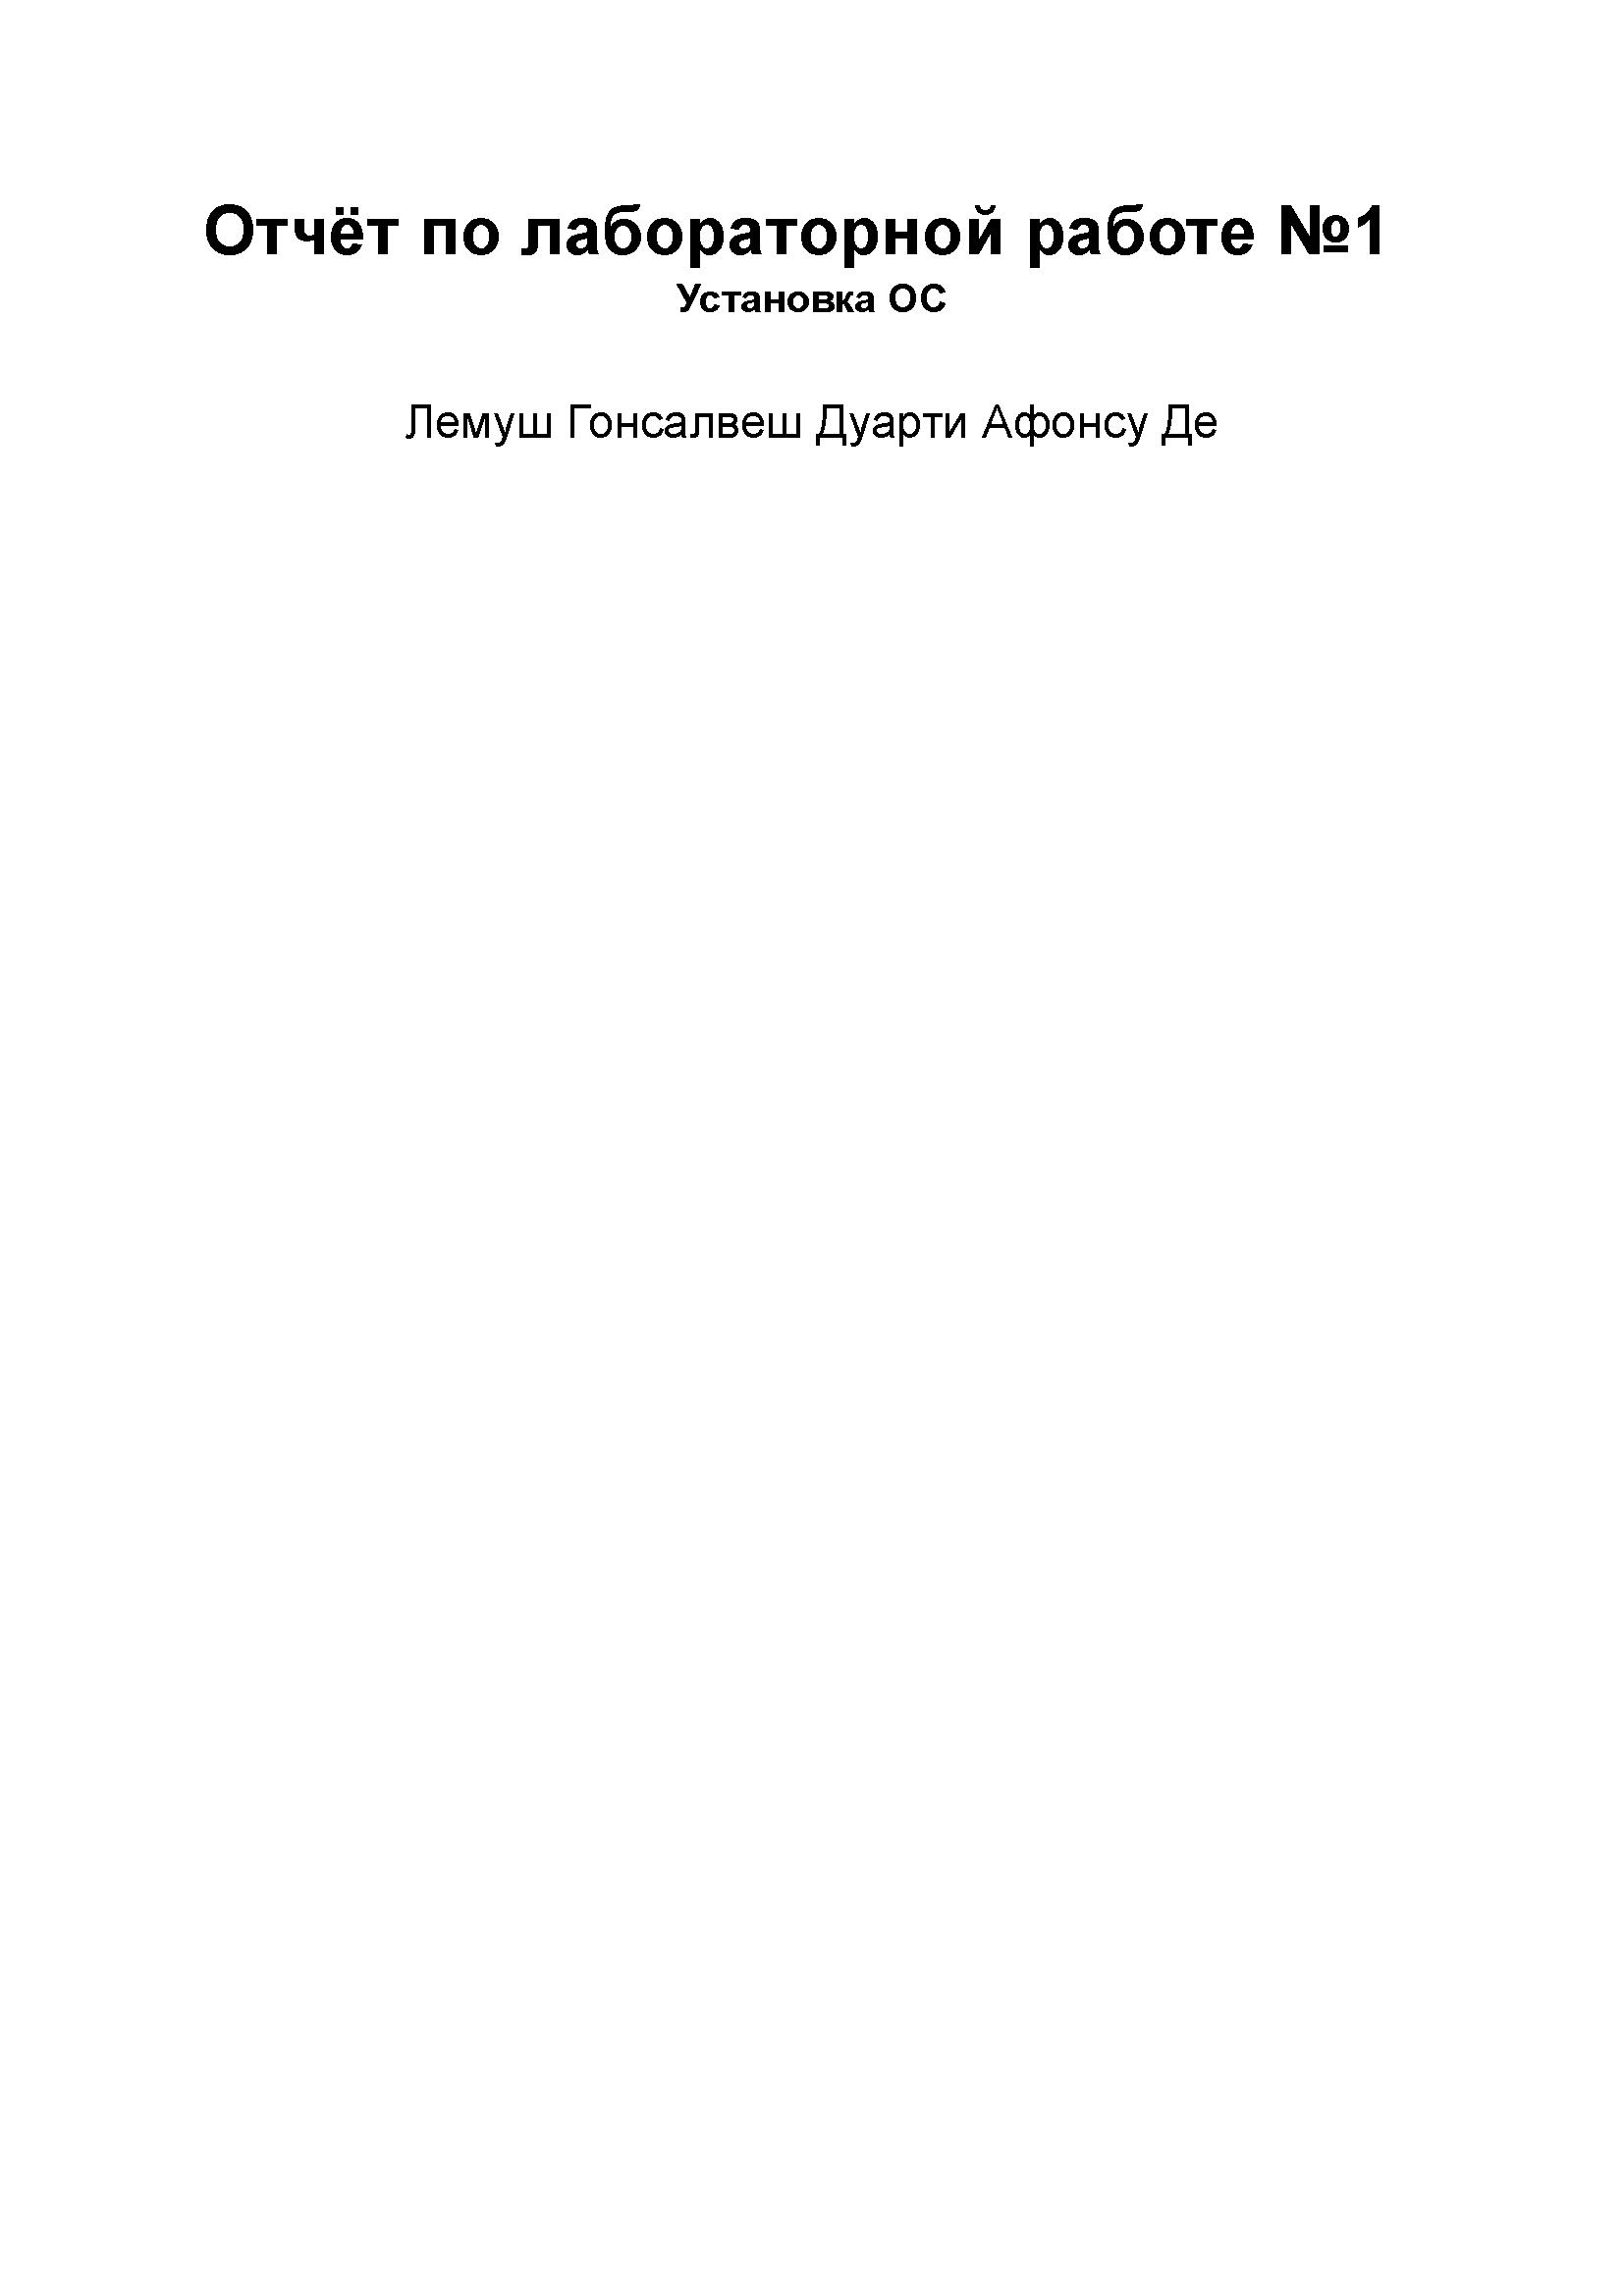 Отчёт по лабораторной работе №1
Установка ОС
Лемуш Гонсалвеш Дуарти Афонсу Де